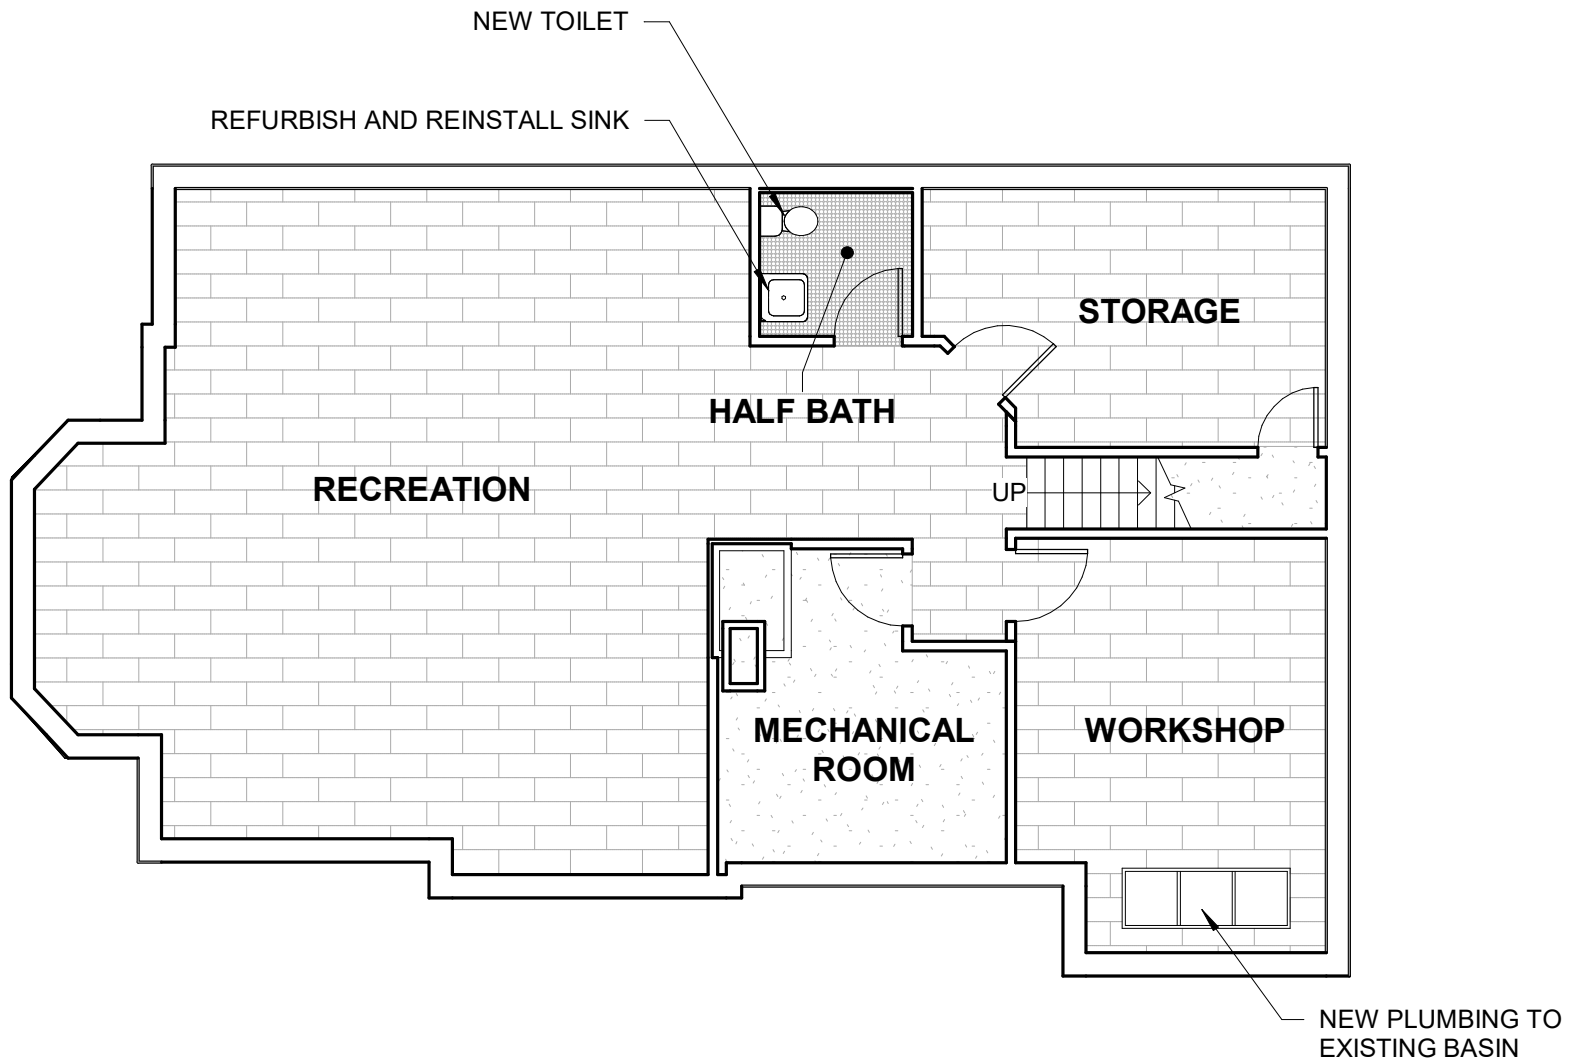 NEW TOILET
REFURBISH AND REINSTALL SINK
STORAGE
HALF BATH
RECREATION
UP
MECHANICAL
ROOM
WORKSHOP
NEW PLUMBING TO
EXISTING BASIN